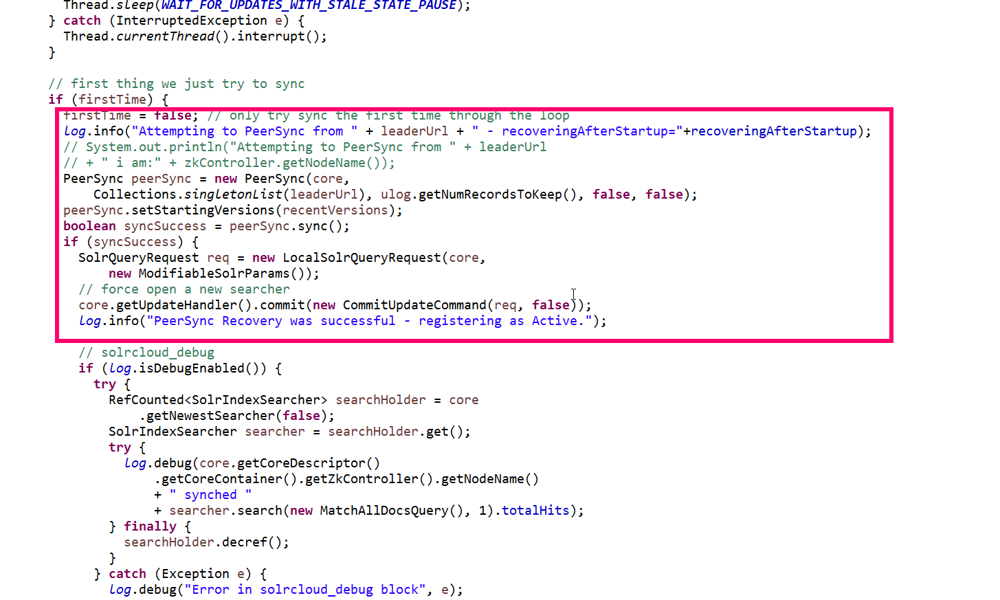 Thread.sleep(WAIT_FOR_UPDATES_WITH_STALE_STATE_PAUSE);
} catch (InterruptedException e) {
Thread.currentThread().interrupt();
}
// first thing we just try to sync
if (firstTime) {
firstTime = false; // only try sync the first time through the loop
log.info("Attempting to PeerSync from " + leaderUrl + " - recoveringAfterStartup="+recoveringAfterStartup);
// System.out.println("Attempting to PeerSync from " + leaderUrl
// + " i am:" + zkController.getNodeName());
PeerSync peerSync = new PeerSync(core,
Collections.singletonList(leaderUrl), ulog.getNumRecordsToKeep(), false, false);
peerSync.setStartingVersions(recentVersions);
boolean syncSuccess = peerSync.sync();
if (syncSuccess) {
SolrQueryRequest req = new LocalSolrQueryRequest(core,
new ModifiableSolrParams());
// force open a new searcher
core.getUpdateHandler().commit(new CommitUpdateCommand(req, false));
log.info("PeerSync Recovery was successful - registering as Active.");
// solrcloud_debug
if (log.isDebugEnabled()) {
try {
RefCounted<SolrIndexSearcher> searchHolder = core
.getNewestSearcher(false);
SolrIndexSearcher searcher = searchHolder.get();
try {
log.debug(core.getCoreDescriptor()
.getCoreContainer().getZkController().getNodeName()
+ " synched "
+ searcher.search(new MatchAllDocsQuery(), 1).totalHits);
} finally {
searchHolder.decref();
}
} catch (Exception e) {
log.debug("Error in solrcloud_debug block", e);